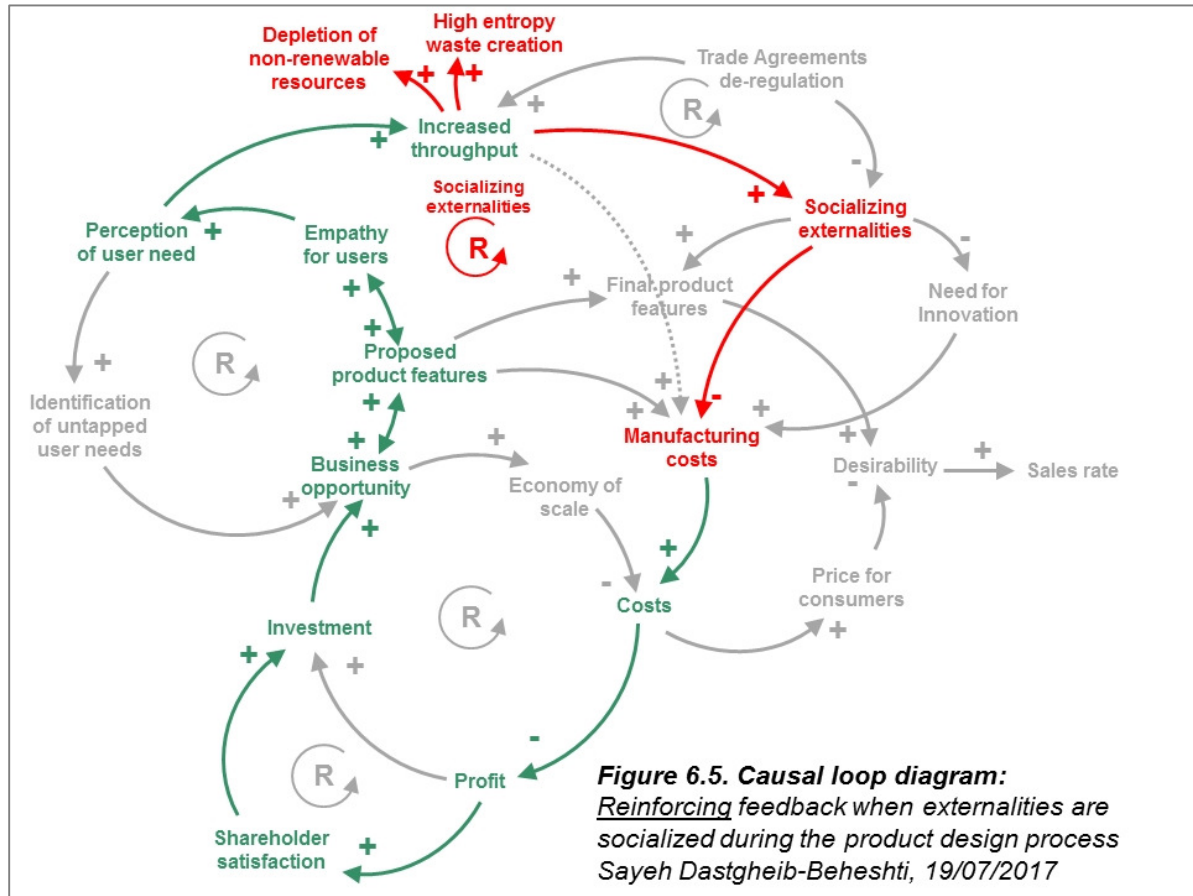 Depletion of
non-renewable
resources
High entropy
waste creation
Trade Agreements
de-regulation
+
+
R
+
Increased
throughput
+
-
Socializing
externalities
R
+
Socializing
externalities
Perception
of user need
+
Empathy
for users
+
-
+
Final product
features
Need for
Innovation
+
R
+
Proposed
product features
+
Identification
of untapped
user needs
+
+
+
+
-
+
Manufacturing
costs
+
Business
opportunity
+
Economy of
scale
+
Desirability
-
+
Sales rate
+
+
+
-
Price for
consumers
+
R
Costs
Investment
+
+
-
R
Profit
Shareholder
satisfaction
+
Figure 6.5. Causal loop diagram:
Reinforcing feedback when externalities are
socialized during the product design process
Sayeh Dastgheib-Beheshti, 19/07/2017